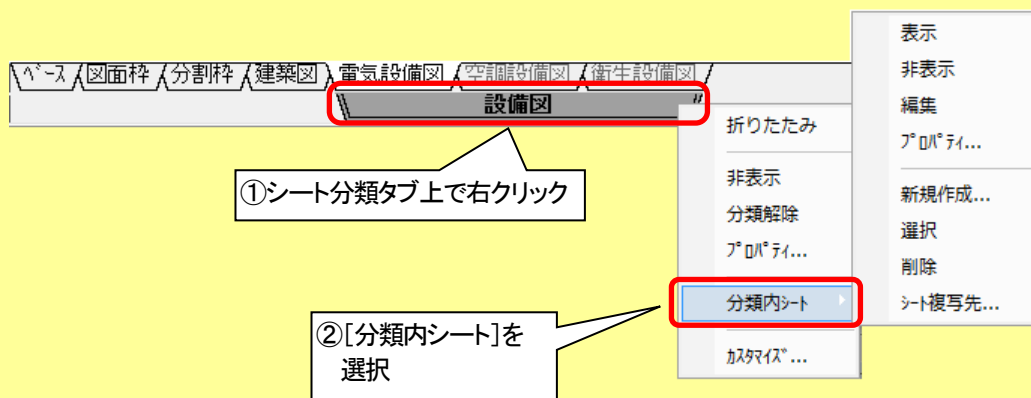 ﾍﾞｰｽ 図面枠 分割枠 建築図 電気設備図 空調設備図 衛生設備図
設備図
①シート分類タブ上で右クリック
②[分類内シート]を
選択
折りたたみ
非表示
分類解除
ﾌﾟﾛﾊﾟﾃｨ...
分類内ｼｰﾄ
ｶｽﾀﾏｲｽﾞ...
表示
非表示
編集
ﾌﾟﾛﾊﾟﾃｨ...
新規作成...
選択
削除
ｼｰﾄ複写先...